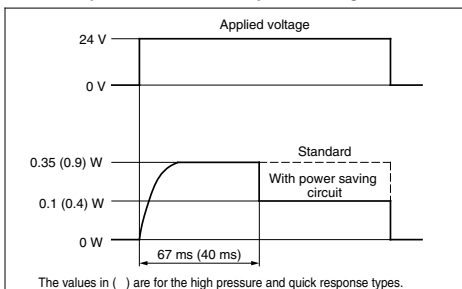 Applied voltage
24 V
0 V
Standard
0.35 (0.9) W
With power saving
circuit
0.1 (0.4) W
0 W
67 ms (40 ms)
The values in ( ) are for the high pressure and quick response types.